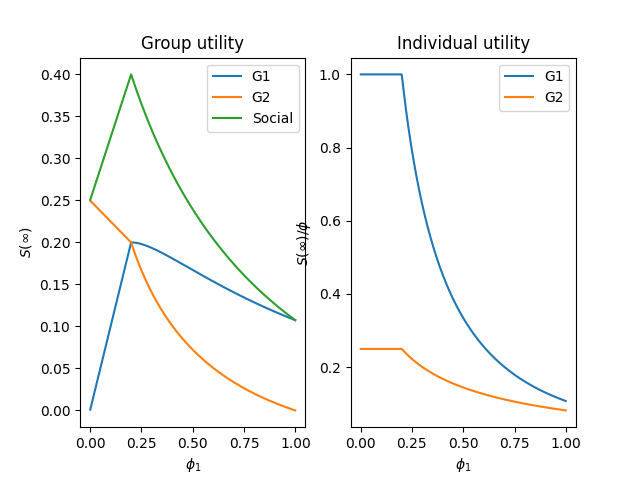 Group utility
G1
G2
Social
0.40
0.35
0.30
0.25
0.20
0.15
0.10
0.05
0.00
S(∞)
0.00 0.25 0.50 0.75 1.00
ϕ₁
Individual utility
G1
G2
1.0
0.8
0.6
0.4
0.2
S(∞)/ϕ
0.00 0.25 0.50 0.75 1.00
ϕ₁